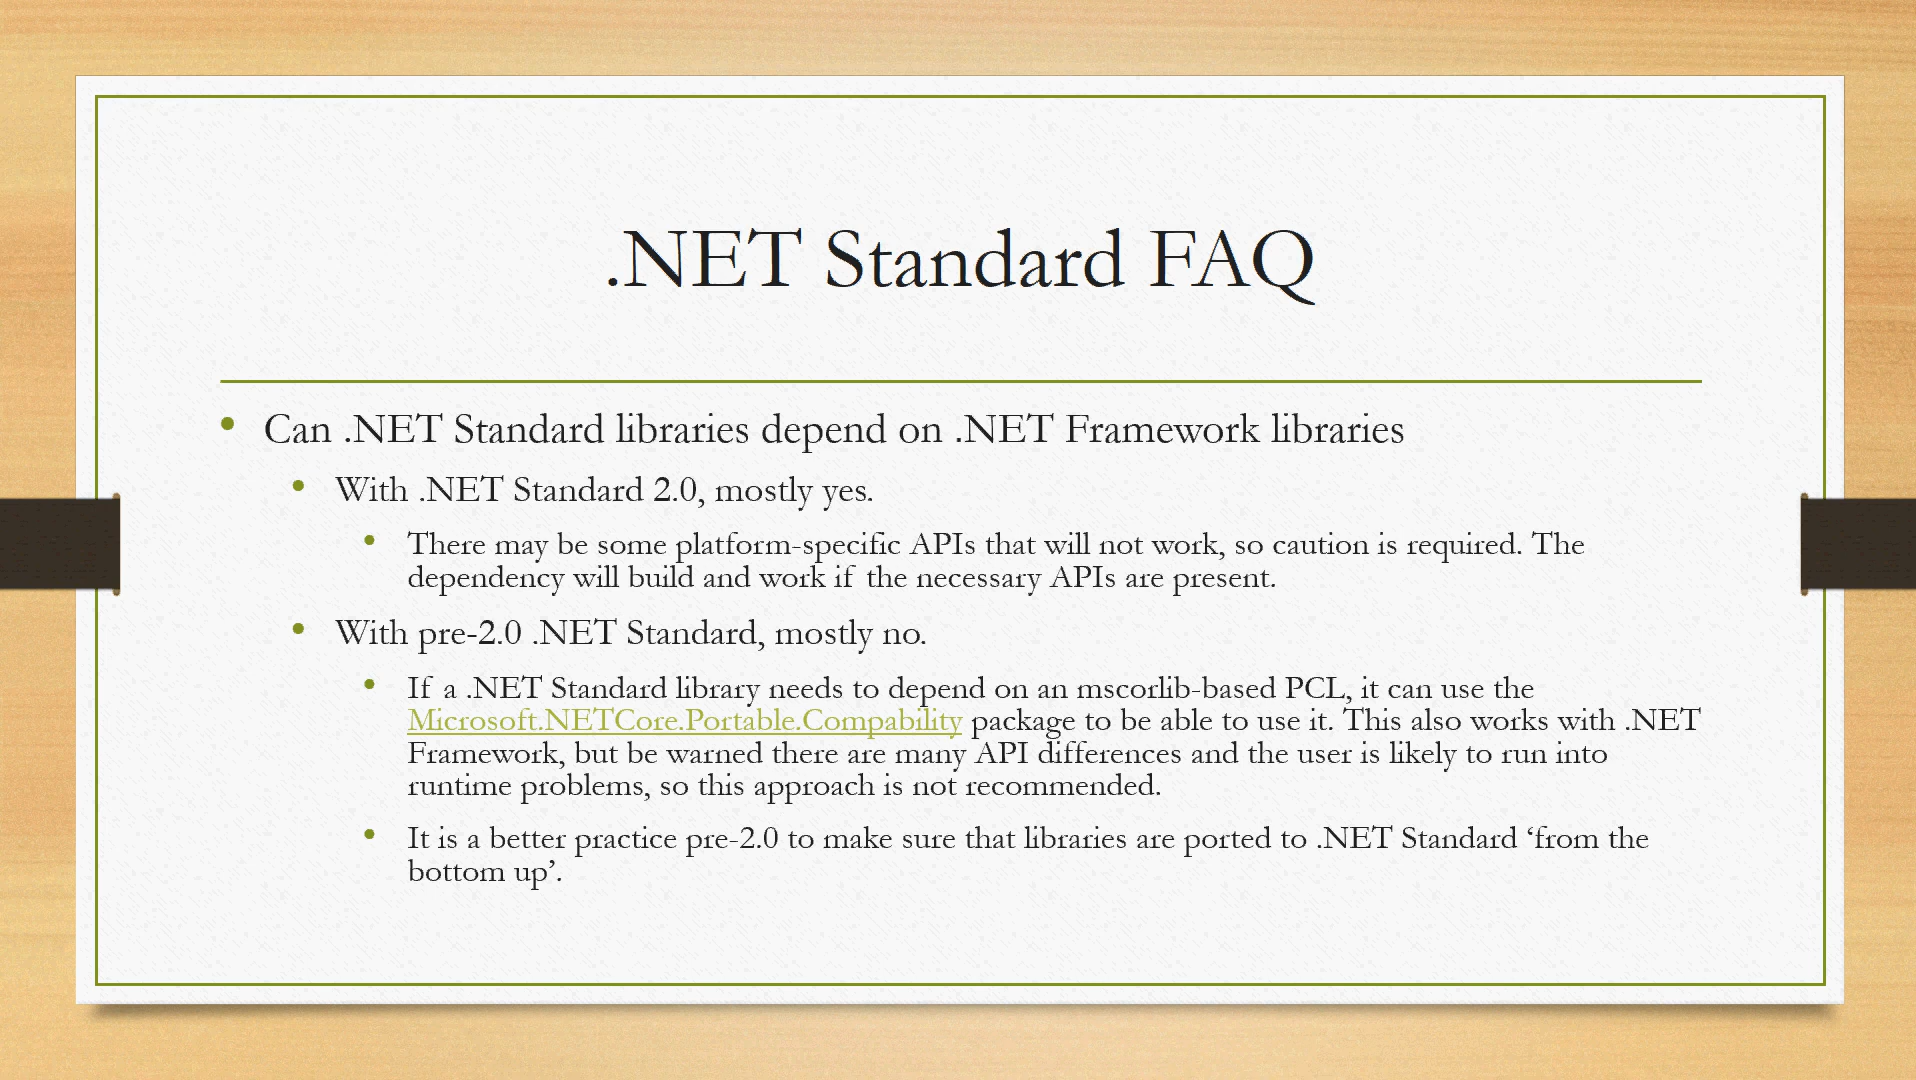 .NET Standard FAQ
• Can .NET Standard libraries depend on .NET Framework libraries
• With .NET Standard 2.0, mostly yes.
• There may be some platform-specific APIs that will not work, so caution is required. The
dependency will build and work if the necessary APIs are present.
• With pre-2.0 .NET Standard, mostly no.
• If a .NET Standard library needs to depend on an mscorlib-based PCL, it can use the
Microsoft.NETCore.Portable.Compability package to be able to use it. This also works with .NET
Framework, but be warned there are many API differences and the user is likely to run into
runtime problems, so this approach is not recommended.
• It is a better practice pre-2.0 to make sure that libraries are ported to .NET Standard ‘from the
bottom up’.